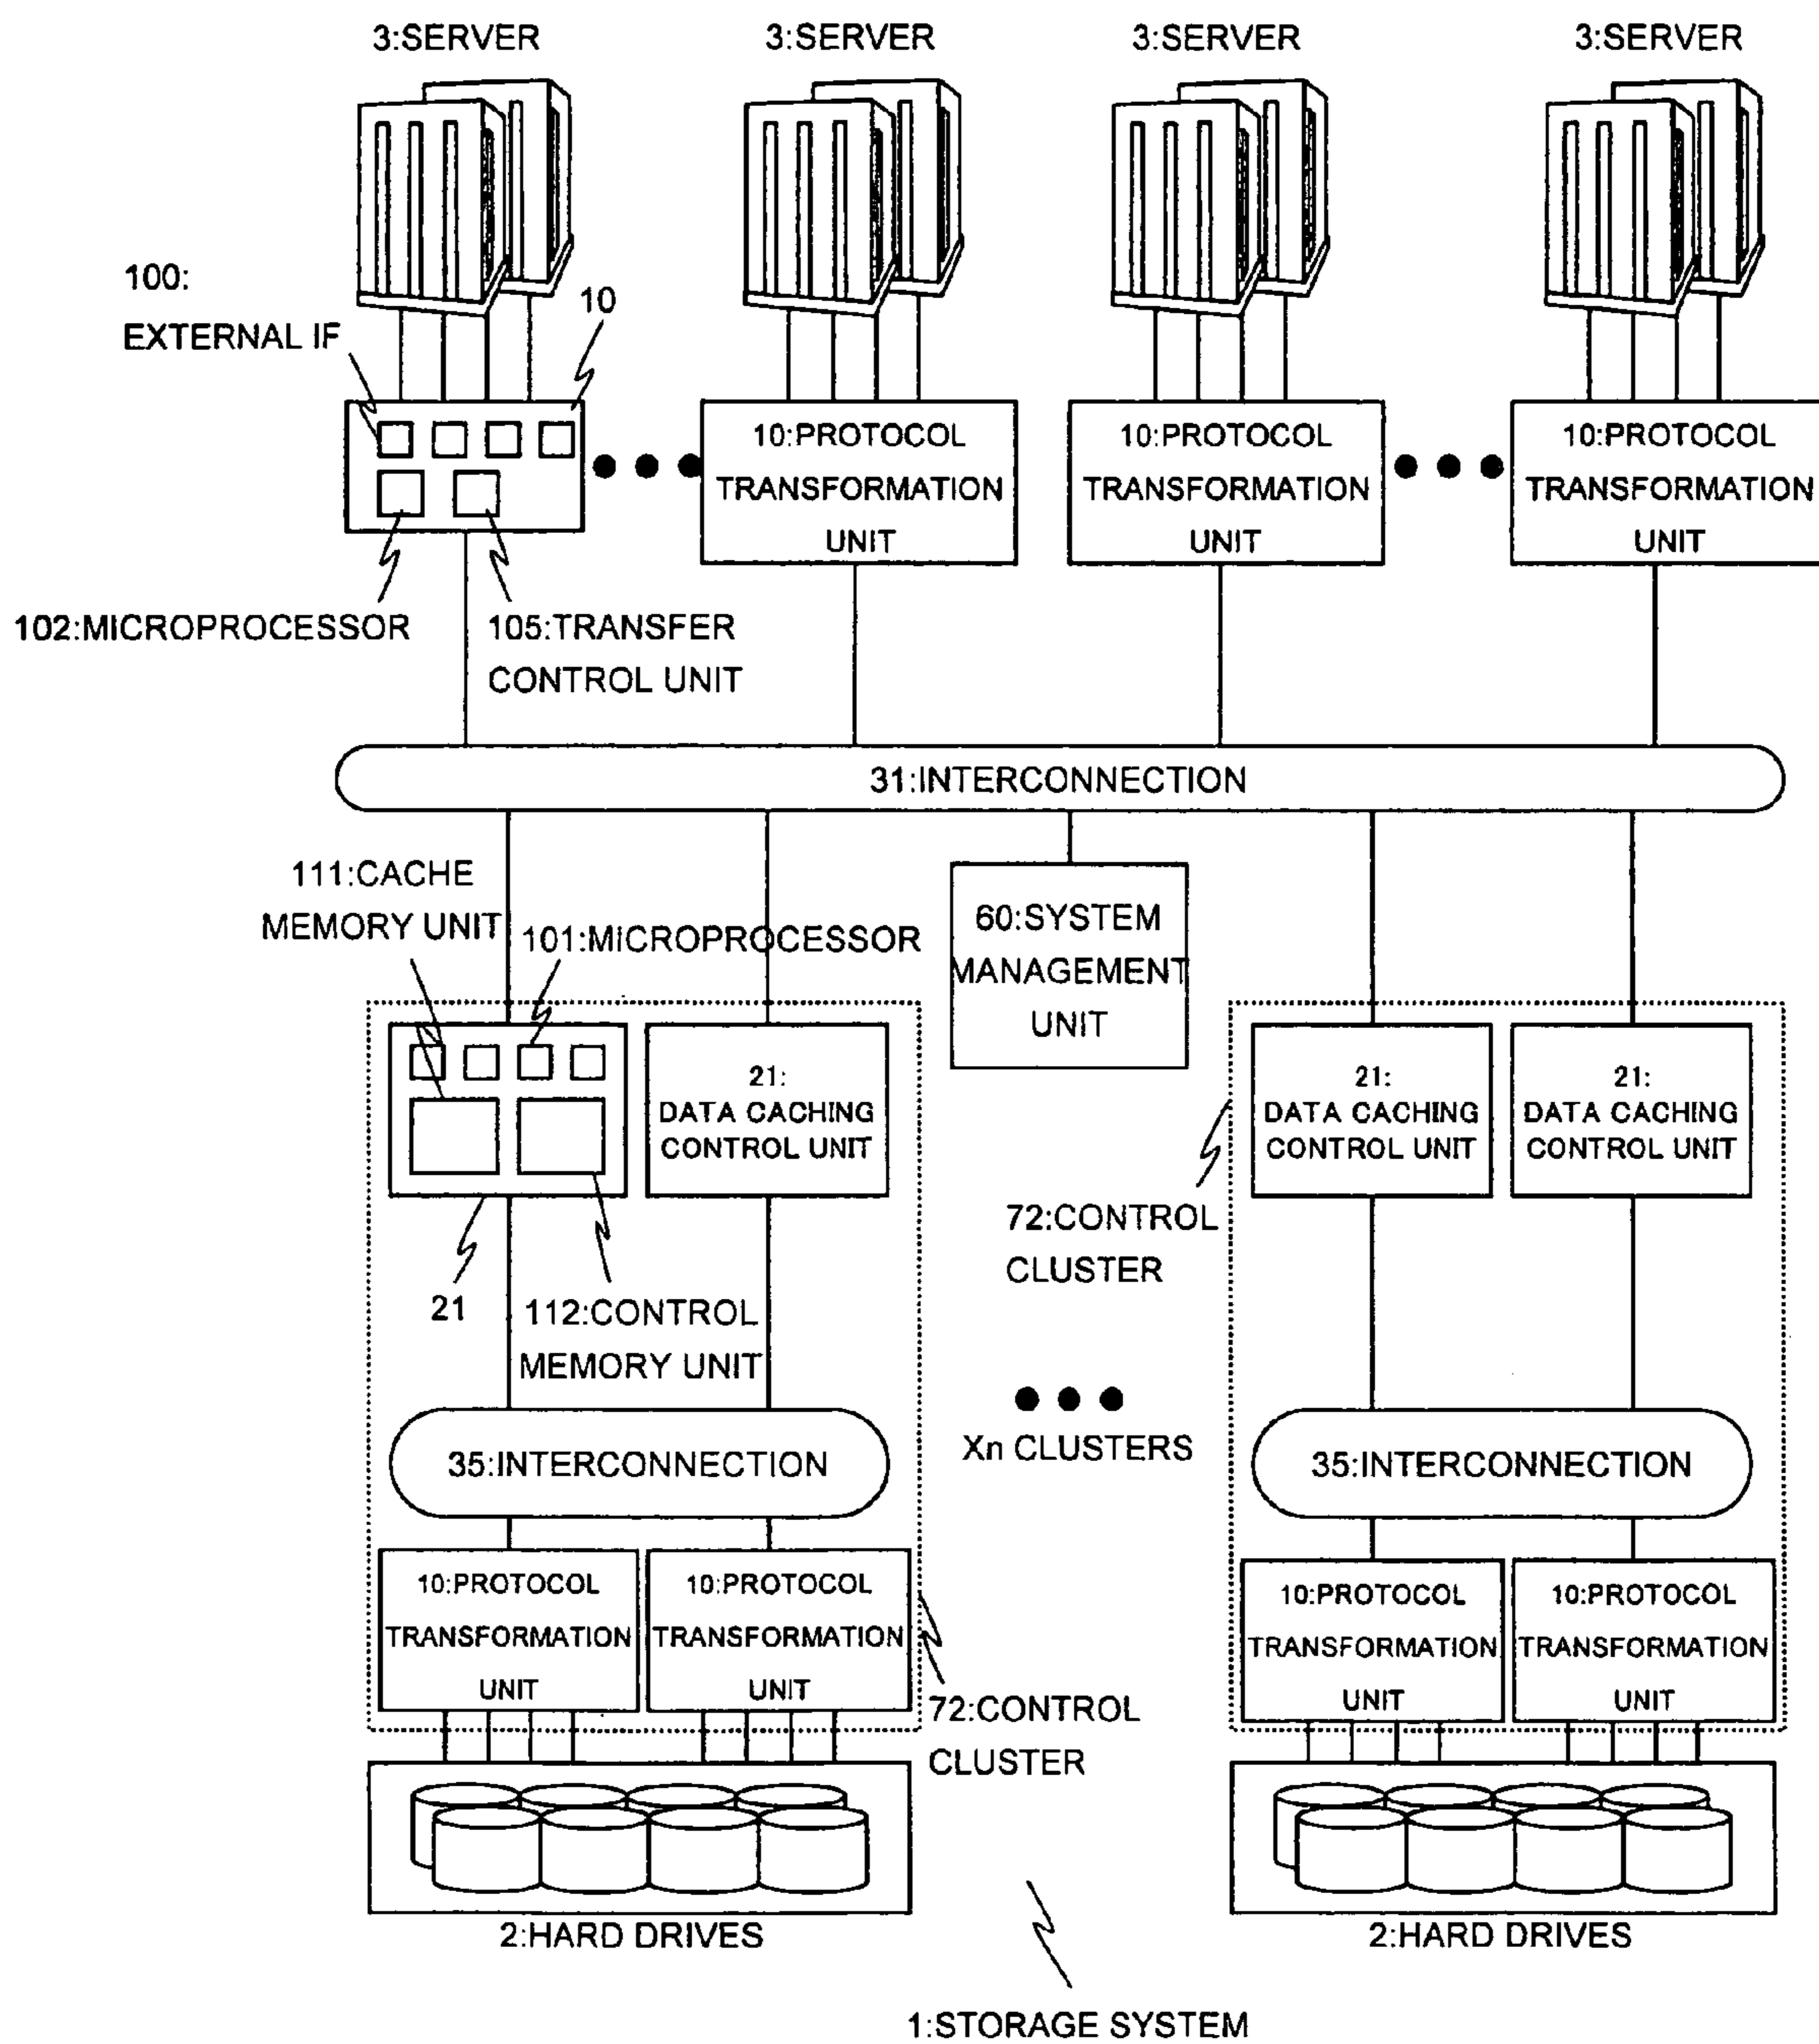 3:SERVER
3:SERVER
3:SERVER
3:SERVER
100:
EXTERNAL IF
10
10:PROTOCOL
TRANSFORMATION
UNIT
10:PROTOCOL
TRANSFORMATION
UNIT
10:PROTOCOL
TRANSFORMATION
UNIT
102:MICROPROCESSOR
105:TRANSFER
CONTROL UNIT
31:INTERCONNECTION
111:CACHE
MEMORY UNIT
101:MICROPROCESSOR
60:SYSTEM
MANAGEMENT
UNIT
21:
DATA CACHING
CONTROL UNIT
21:
DATA CACHING
CONTROL UNIT
21:
DATA CACHING
CONTROL UNIT
72:CONTROL
CLUSTER
21
112:CONTROL
MEMORY UNIT
Xn CLUSTERS
35:INTERCONNECTION
35:INTERCONNECTION
10:PROTOCOL
TRANSFORMATION
UNIT
10:PROTOCOL
TRANSFORMATION
UNIT
10:PROTOCOL
TRANSFORMATION
UNIT
10:PROTOCOL
TRANSFORMATION
UNIT
72:CONTROL
CLUSTER
2:HARD DRIVES
2:HARD DRIVES
1:STORAGE SYSTEM